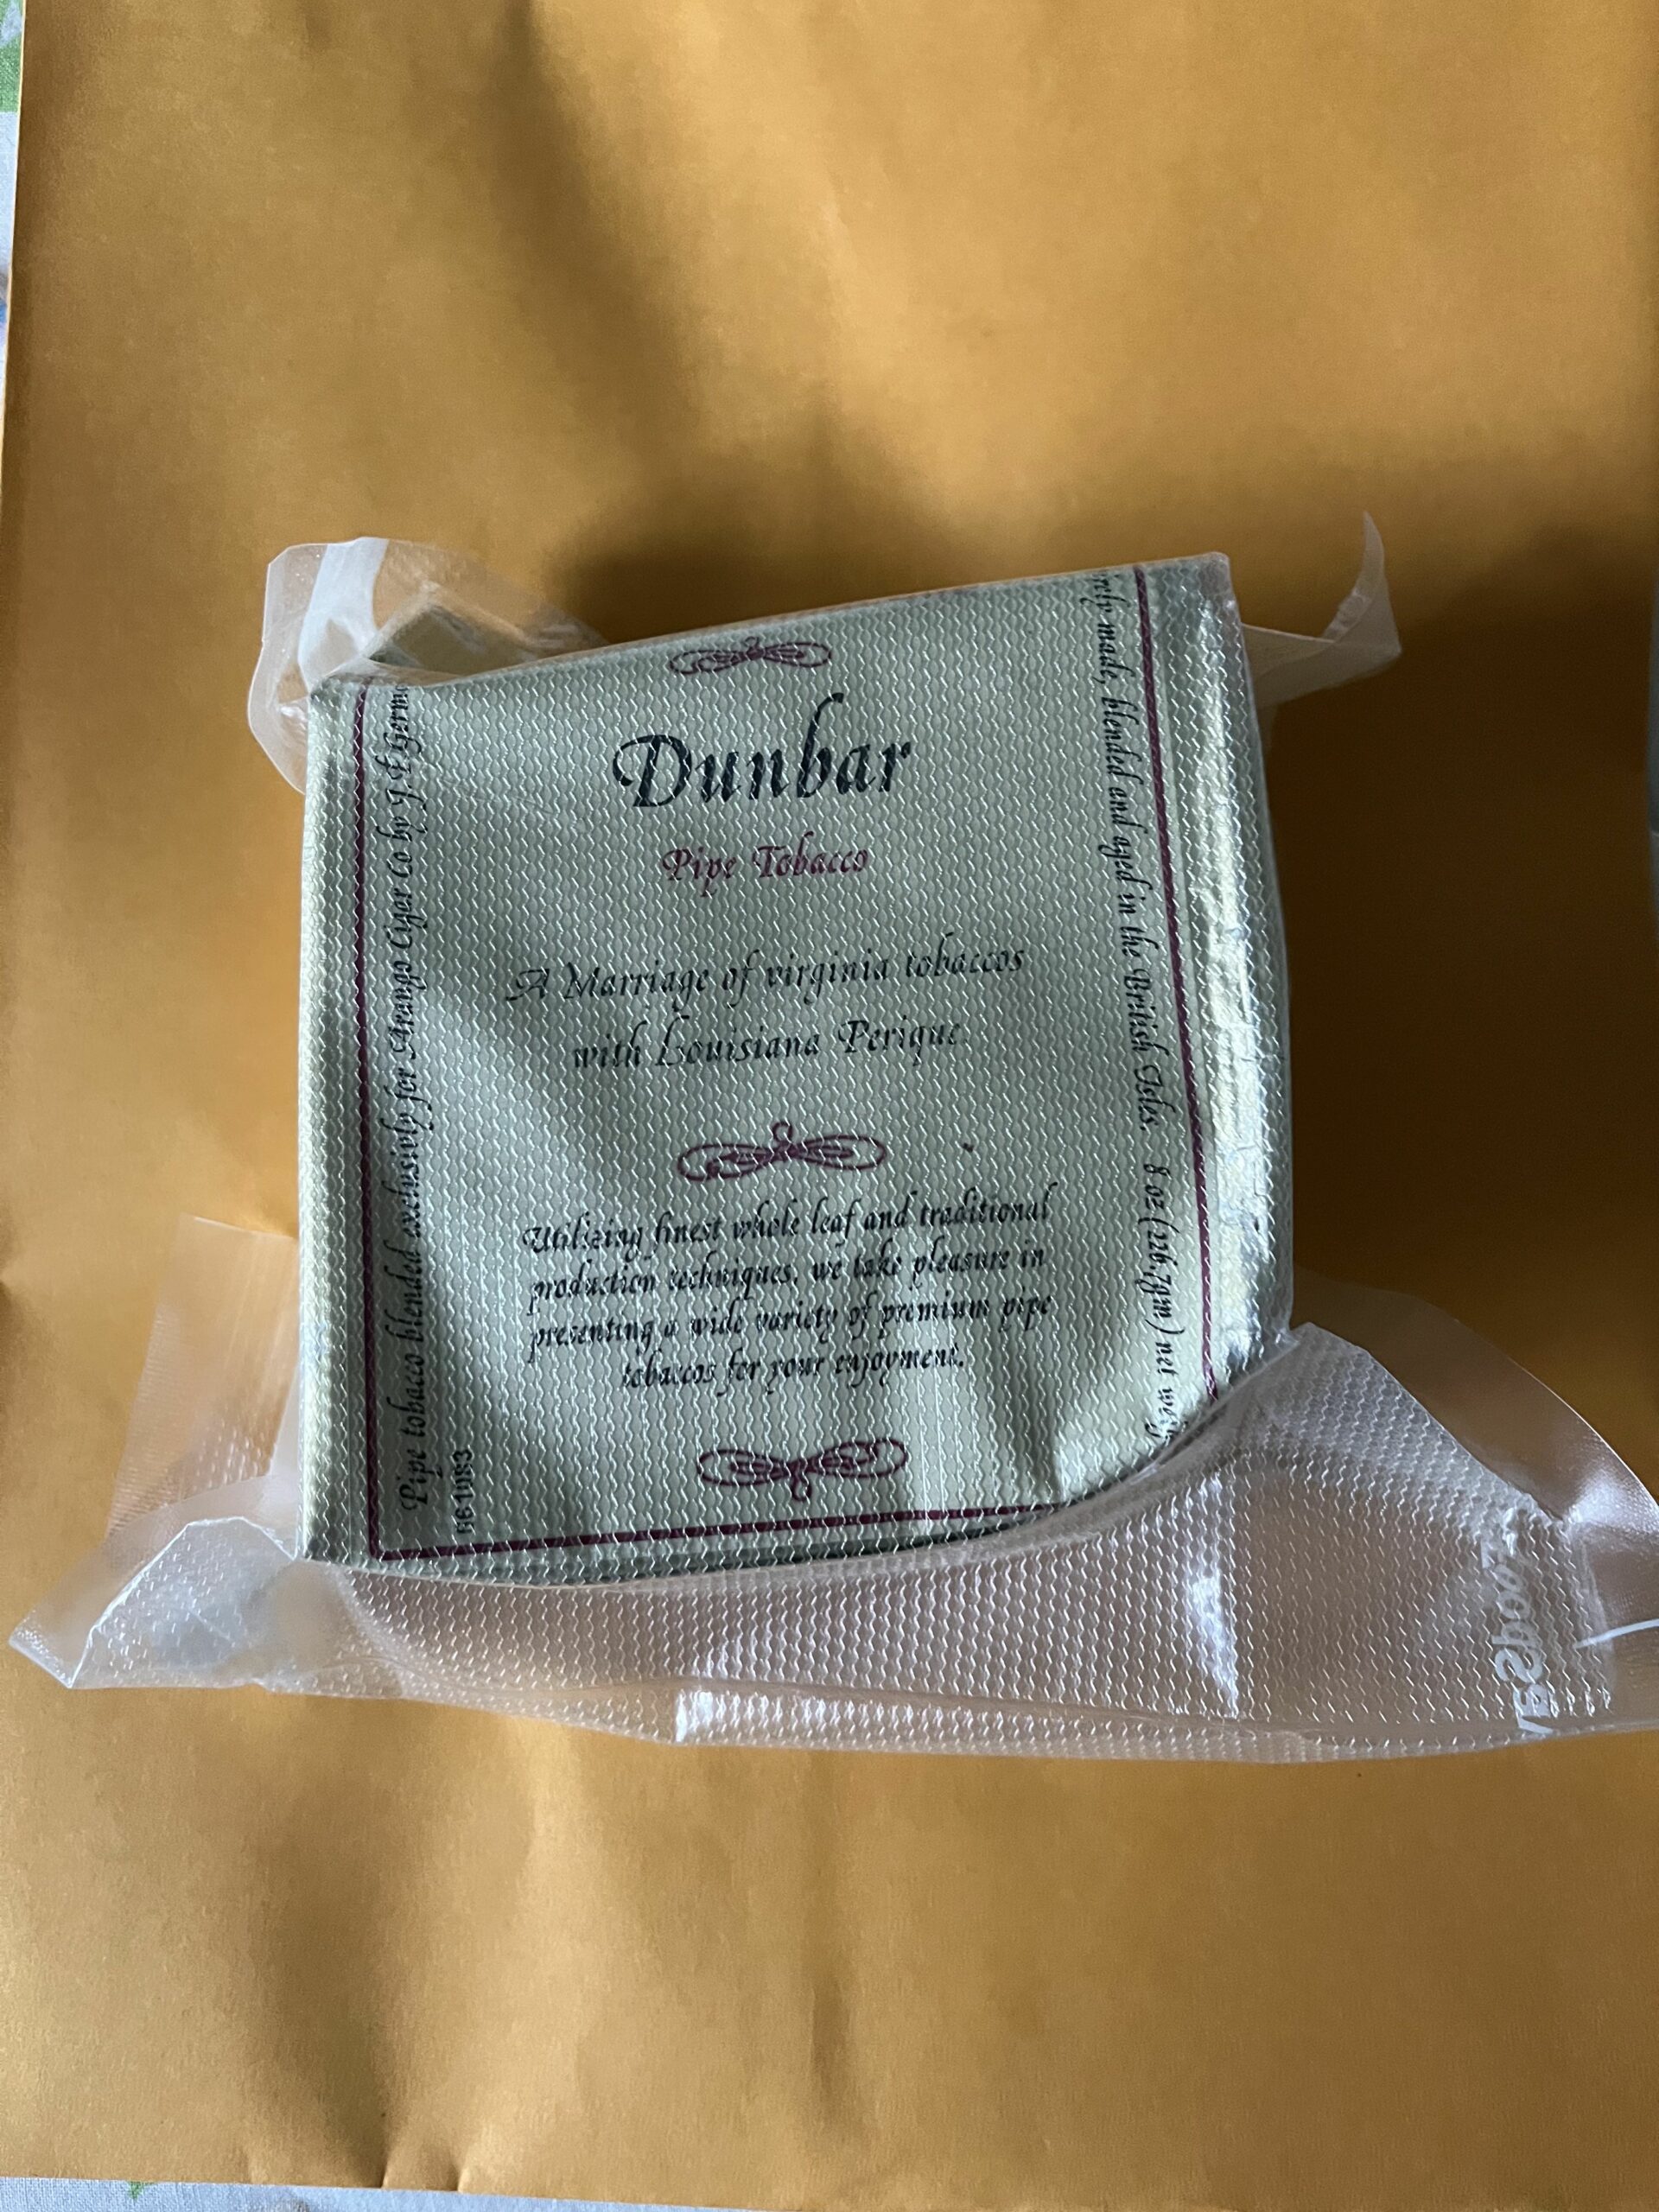 Dunbar
Pipe Tobacco
A Marriage of virginia tobaccos
with Louisiana Perique.
Utilizing finest whole leaf and traditional
production techniques, we take pleasure in
presenting a wide variety of premium pipe
tobaccos for your enjoyment.
Pipe tobacco blended exclusively for Arango Cigar Co by J.F.Germ
made, blended and aged in the British Isles. 8 oz (226.7gm) net